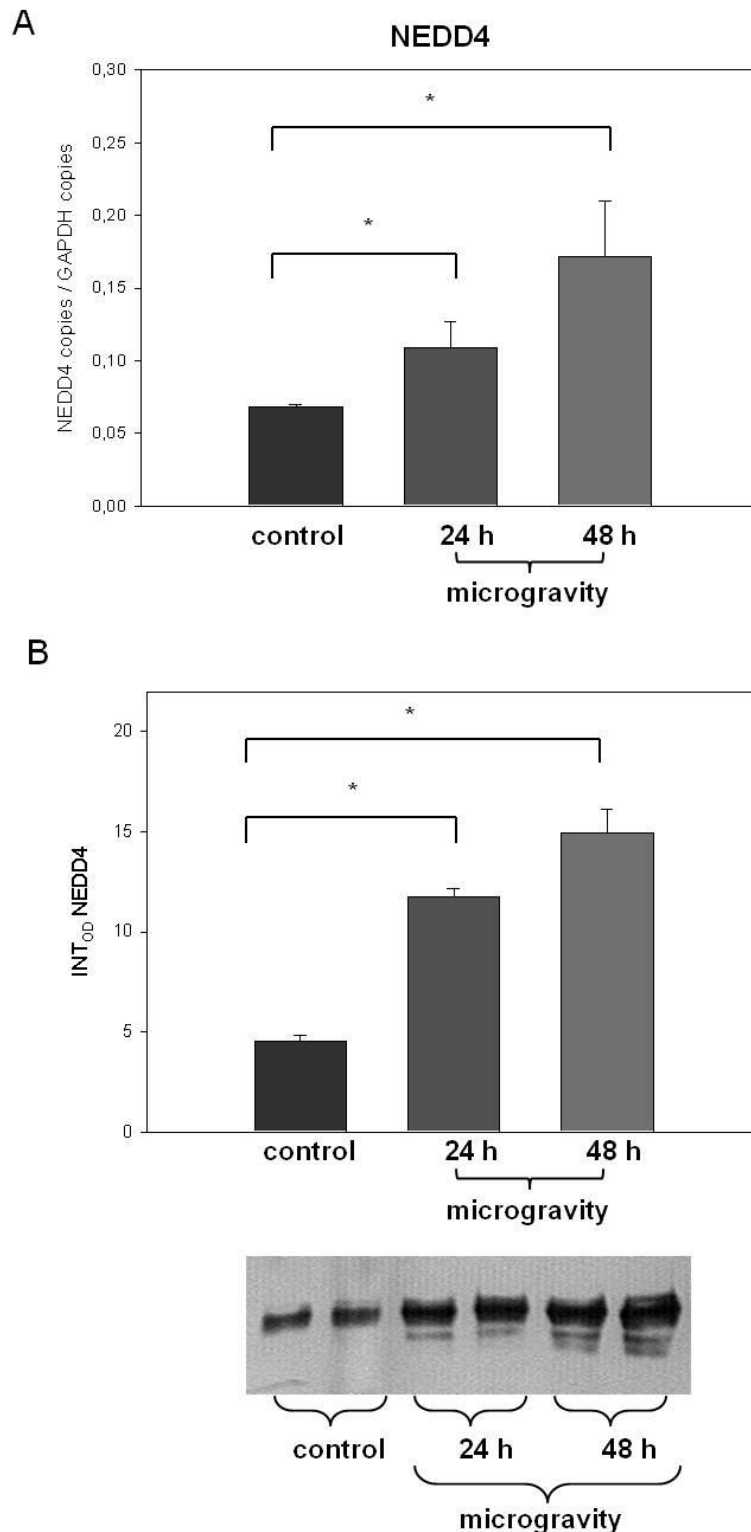 A
NEDD4
0,30
0,25
0,20
0,15
0,10
0,05
0,00
NEDD4 copies / GAPDH copies
*
*
control
24 h
48 h
microgravity
B
20
15
10
5
0
INT_OD NEDD4
*
*
control
24 h
48 h
microgravity
control
24 h
48 h
microgravity